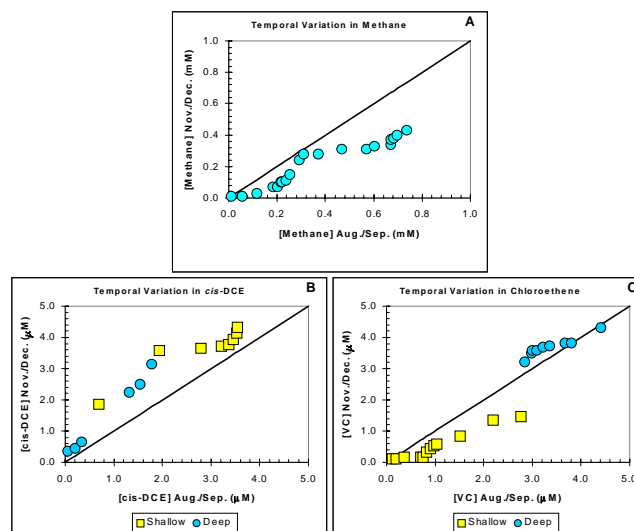 A
Temporal Variation in Methane
[Methane] Nov./Dec. (mM)
1.0
0.8
0.6
0.4
0.2
0.0
0.0 0.2 0.4 0.6 0.8 1.0
[Methane] Aug./Sep. (mM)
B
Temporal Variation in cis-DCE
[cis-DCE] Nov./Dec. (μM)
5.0
4.0
3.0
2.0
1.0
0.0
0.0 1.0 2.0 3.0 4.0 5.0
[cis-DCE] Aug./Sep. (μM)
Shallow Deep
C
Temporal Variation in Chloroethene
[VC] Nov./Dec. (μM)
5.0
4.0
3.0
2.0
1.0
0.0
0.0 1.0 2.0 3.0 4.0 5.0
[VC] Aug./Sep. (μM)
Shallow Deep